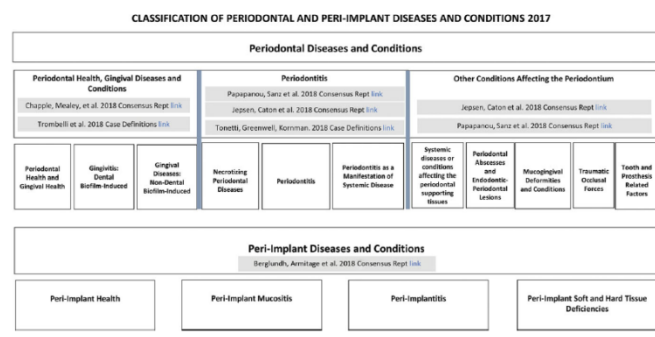 CLASSIFICATION OF PERIODONTAL AND PERI-IMPLANT DISEASES AND CONDITIONS 2017
Periodontal Diseases and Conditions
Periodontal Health, Gingival Diseases and
Conditions
Chapple, Mealey, et al. 2018 Consensus Rept link
Trombelli et al. 2018 Case Definitions link
Periodontitis
Papapanou, Sanz et al. 2018 Consensus Rept link
Jepsen, Caton et al. 2018 Consensus Rept link
Tonetti, Greenwell, Kornman. 2018 Case Definitions link
Other Conditions Affecting the Periodontium
Jepsen, Caton et al. 2018 Consensus Rept link
Papapanou, Sanz et al. 2018 Consensus Rept link
Periodontal
Health and
Gingival Health
Gingivitis:
Dental
Biofilm-Induced
Gingival
Diseases:
Non-Dental
Biofilm-Induced
Necrotizing
Periodontal
Diseases
Periodontitis
Periodontitis as a
Manifestation of
Systemic Disease
Systemic
diseases or
conditions
affecting the
periodontal
supporting
tissues
Periodontal
Abscesses
and
Endodontic-
Periodontal
Lesions
Mucogingival
Deformities
and Conditions
Traumatic
Occlusal
Forces
Tooth and
Prosthesis
Related
Factors
Peri-Implant Diseases and Conditions
Berglundh, Armitage et al. 2018 Consensus Rept link
Peri-Implant Health
Peri-Implant Mucositis
Peri-Implantitis
Peri-Implant Soft and Hard Tissue
Deficiencies